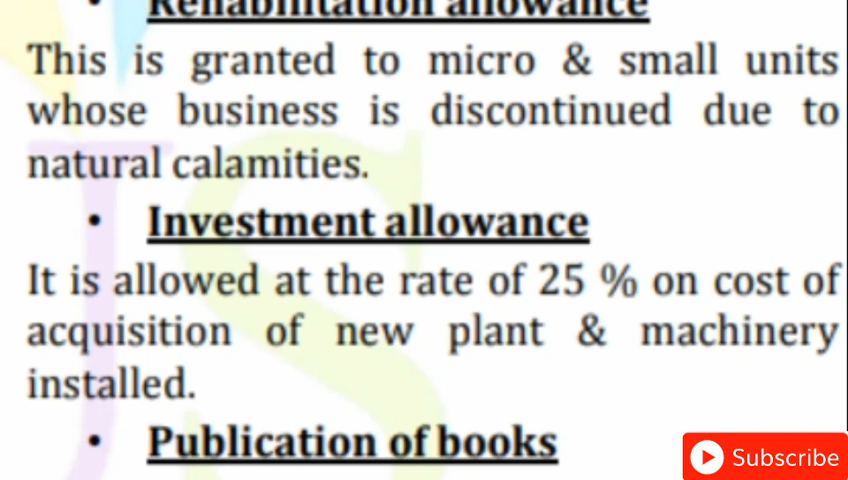 • Rehabilitation allowance
This is granted to micro & small units
whose business is discontinued due to
natural calamities.
• Investment allowance
It is allowed at the rate of 25 % on cost of
acquisition of new plant & machinery
installed.
• Publication of books
Subscribe